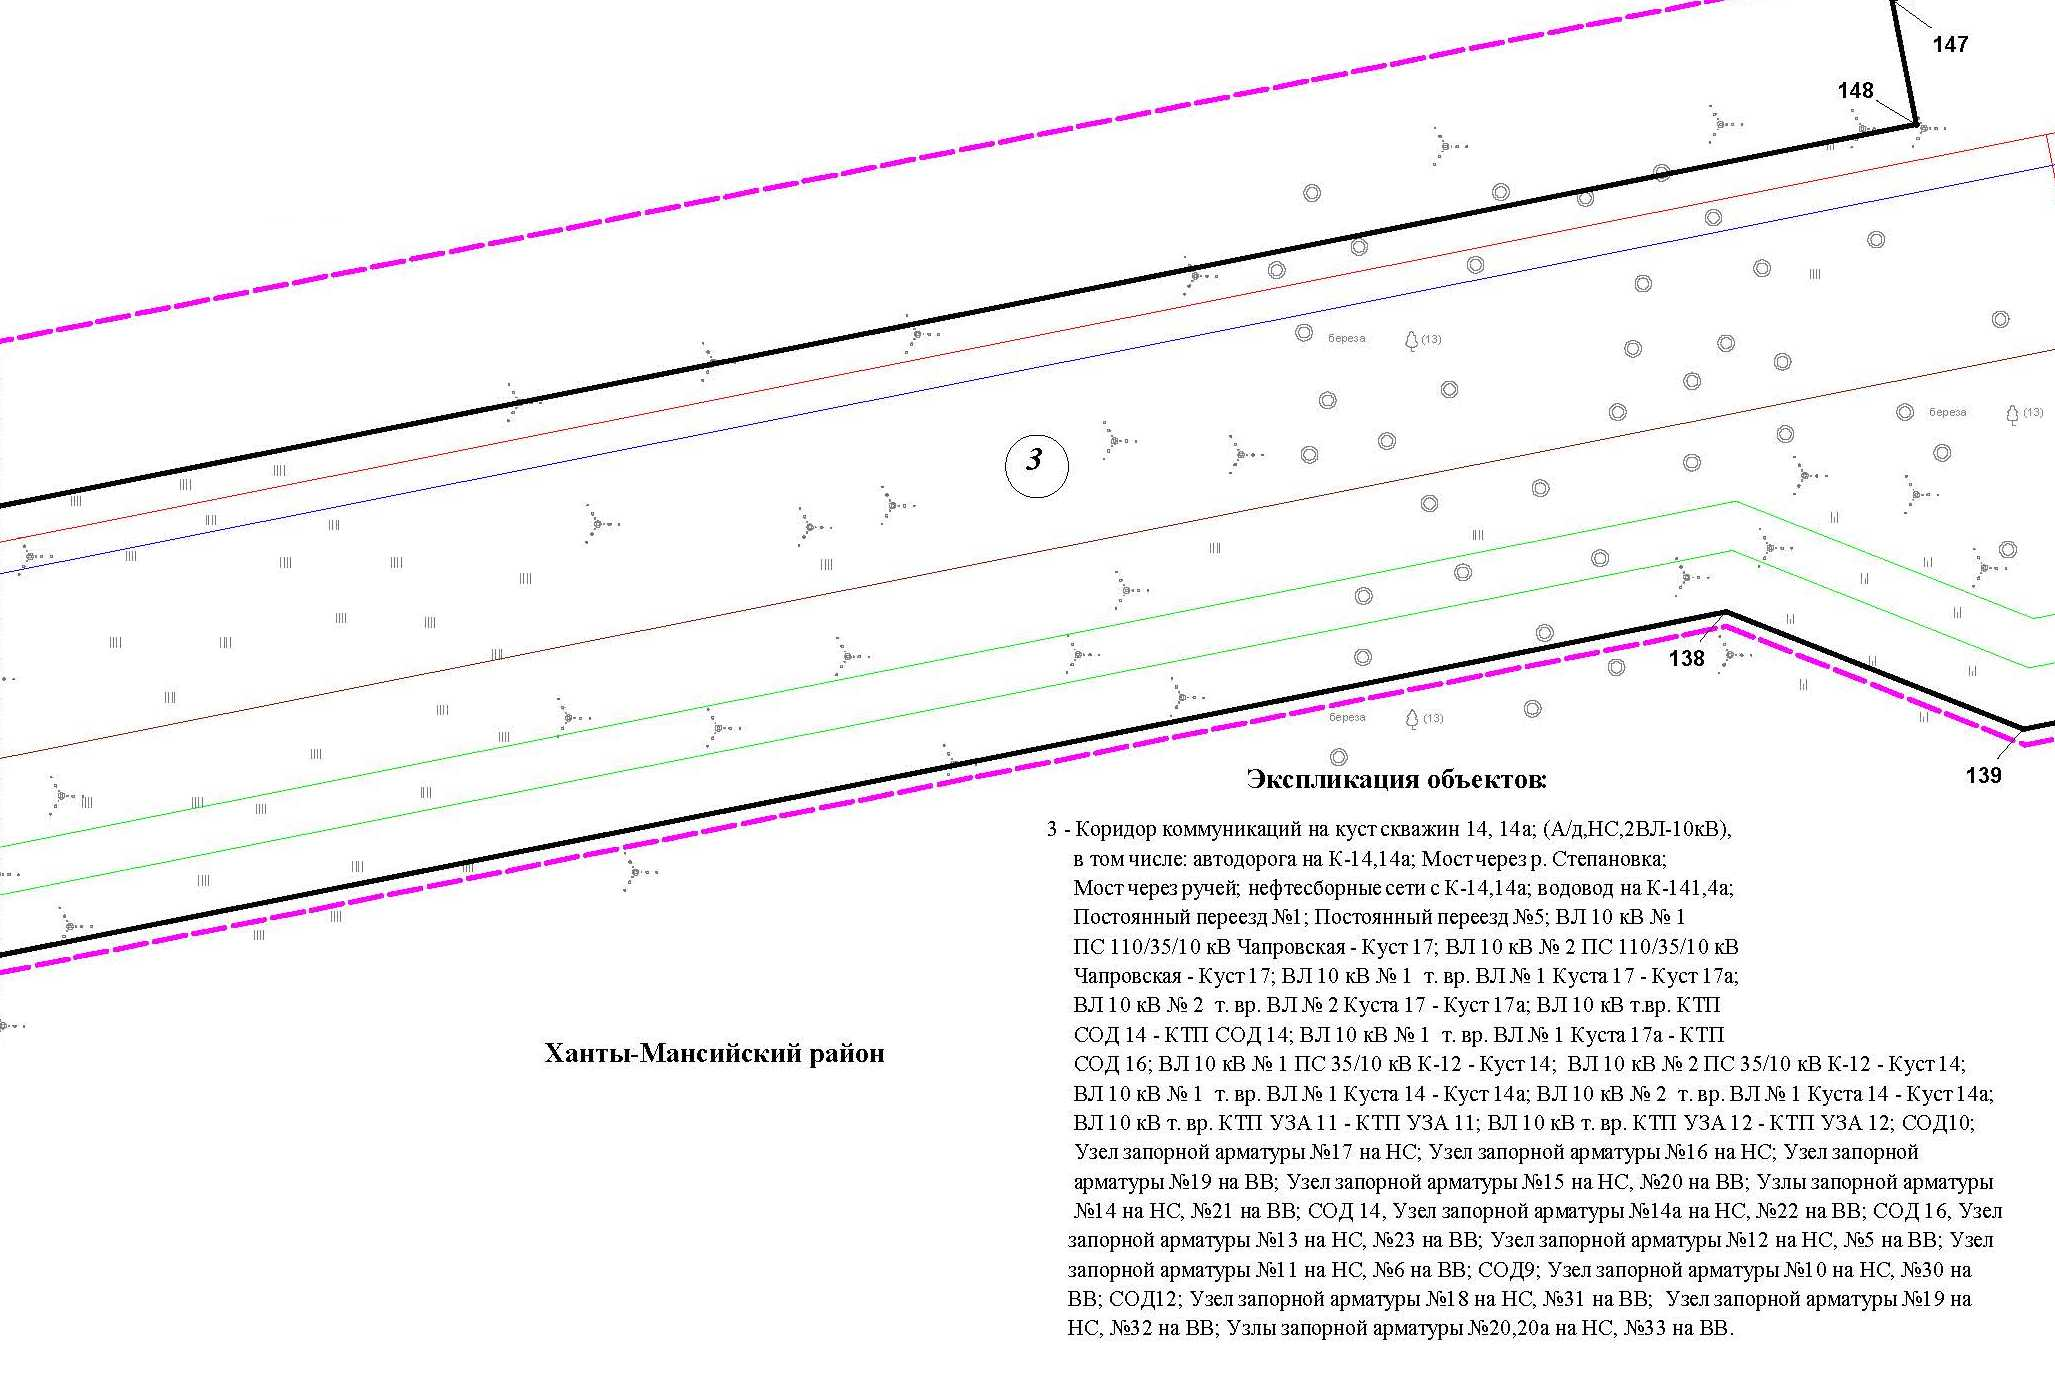 147
148
береза (13)
береза (13)
3
138
береза (13)
139
Экспликация объектов:
3 - Коридор коммуникаций на куст скважин 14, 14а; (А/д,НС,2ВЛ-10кВ),
в том числе: автодорога на К-14,14а; Мост через р. Степановка;
Мост через ручей; нефтесборные сети с К-14,14а; водовод на К-141,4а;
Постоянный переезд №1; Постоянный переезд №5; ВЛ 10 кВ № 1
ПС 110/35/10 кВ Чапровская - Куст 17; ВЛ 10 кВ № 2 ПС 110/35/10 кВ
Чапровская - Куст 17; ВЛ 10 кВ № 1 т. вр. ВЛ № 1 Куста 17 - Куст 17а;
ВЛ 10 кВ № 2 т. вр. ВЛ № 2 Куста 17 - Куст 17а; ВЛ 10 кВ т.вр. КТП
СОД 14 - КТП СОД 14; ВЛ 10 кВ № 1 т. вр. ВЛ № 1 Куста 17а - КТП
СОД 16; ВЛ 10 кВ № 1 ПС 35/10 кВ К-12 - Куст 14; ВЛ 10 кВ № 2 ПС 35/10 кВ К-12 - Куст 14;
ВЛ 10 кВ № 1 т. вр. ВЛ № 1 Куста 14 - Куст 14а; ВЛ 10 кВ № 2 т. вр. ВЛ № 1 Куста 14 - Куст 14а;
ВЛ 10 кВ т. вр. КТП УЗА 11 - КТП УЗА 11; ВЛ 10 кВ т. вр. КТП УЗА 12 - КТП УЗА 12; СОД10;
Узел запорной арматуры №17 на НС; Узел запорной арматуры №16 на НС; Узел запорной
арматуры №19 на ВВ; Узел запорной арматуры №15 на НС, №20 на ВВ; Узлы запорной арматуры
№14 на НС, №21 на ВВ; СОД 14, Узел запорной арматуры №14а на НС, №22 на ВВ; СОД 16, Узел
запорной арматуры №13 на НС, №23 на ВВ; Узел запорной арматуры №12 на НС, №5 на ВВ; Узел
запорной арматуры №11 на НС, №6 на ВВ; СОД9; Узел запорной арматуры №10 на НС, №30 на
ВВ; СОД12; Узел запорной арматуры №18 на НС, №31 на ВВ; Узел запорной арматуры №19 на
НС, №32 на ВВ; Узлы запорной арматуры №20,20а на НС, №33 на ВВ.
Ханты-Мансийский район